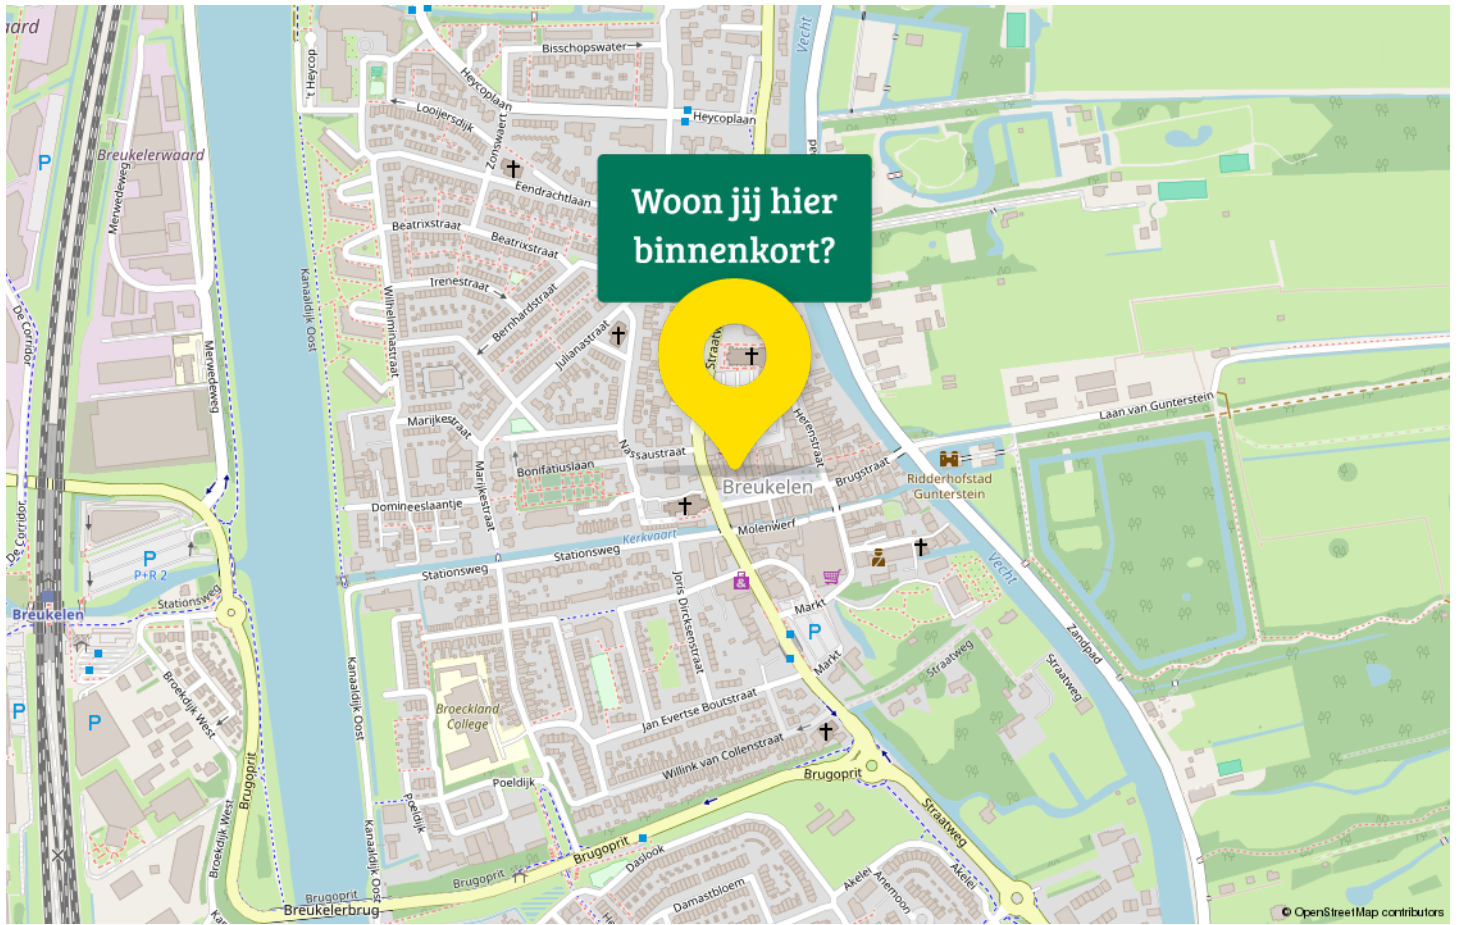 aard
Bisschopswater
Vecht
't Heycop
Heycoplaan
Looijersdijk
Heycoplaan
Zonswaert
P
Breukelerwaard
Merwedeweg
Eendrachtlaan
Woon jij hier
binnenkort?
Beatrixstraat
Beatrixstraat
Kanaaldijk Oost
Irenestraat
Bernhardstraat
Wilhelminastraat
De Corridor
Merwedeweg
Julianastraat
Straatw
Laan van Gunterstein
Marijkestraat
Herenstraat
Nassaustraat
Bonifatiuslaan
Marijkestraat
Brugstraat
Ridderhofstad
Gunterstein
Breukelen
Domineeslaantje
De Corridor
Molenwerf
Kerkvaart
Stationsweg
Stationsweg
P
P+R 2
Vecht
Stationsweg
Breukelen
Joris Dircksenstraat
Markt
P
Zandpad
Markt
Straatweg
Straatweg
Kanaaldijk Oost
Broekdijk West
P
P
Broeckland
College
Jan Evertse Boutstraat
Willink van Collenstraat
Brugoprit
Brugoprit
Poeldijk
Poeldijk
Straatweg
Broekdijk West
Kanaaldijk Oost
Brugoprit
Daslook
Brugoprit
Akelei
Anemoon
Akelei
Damastbloem
Brugoprit
Breukelerbrug
© OpenStreetMap contributors